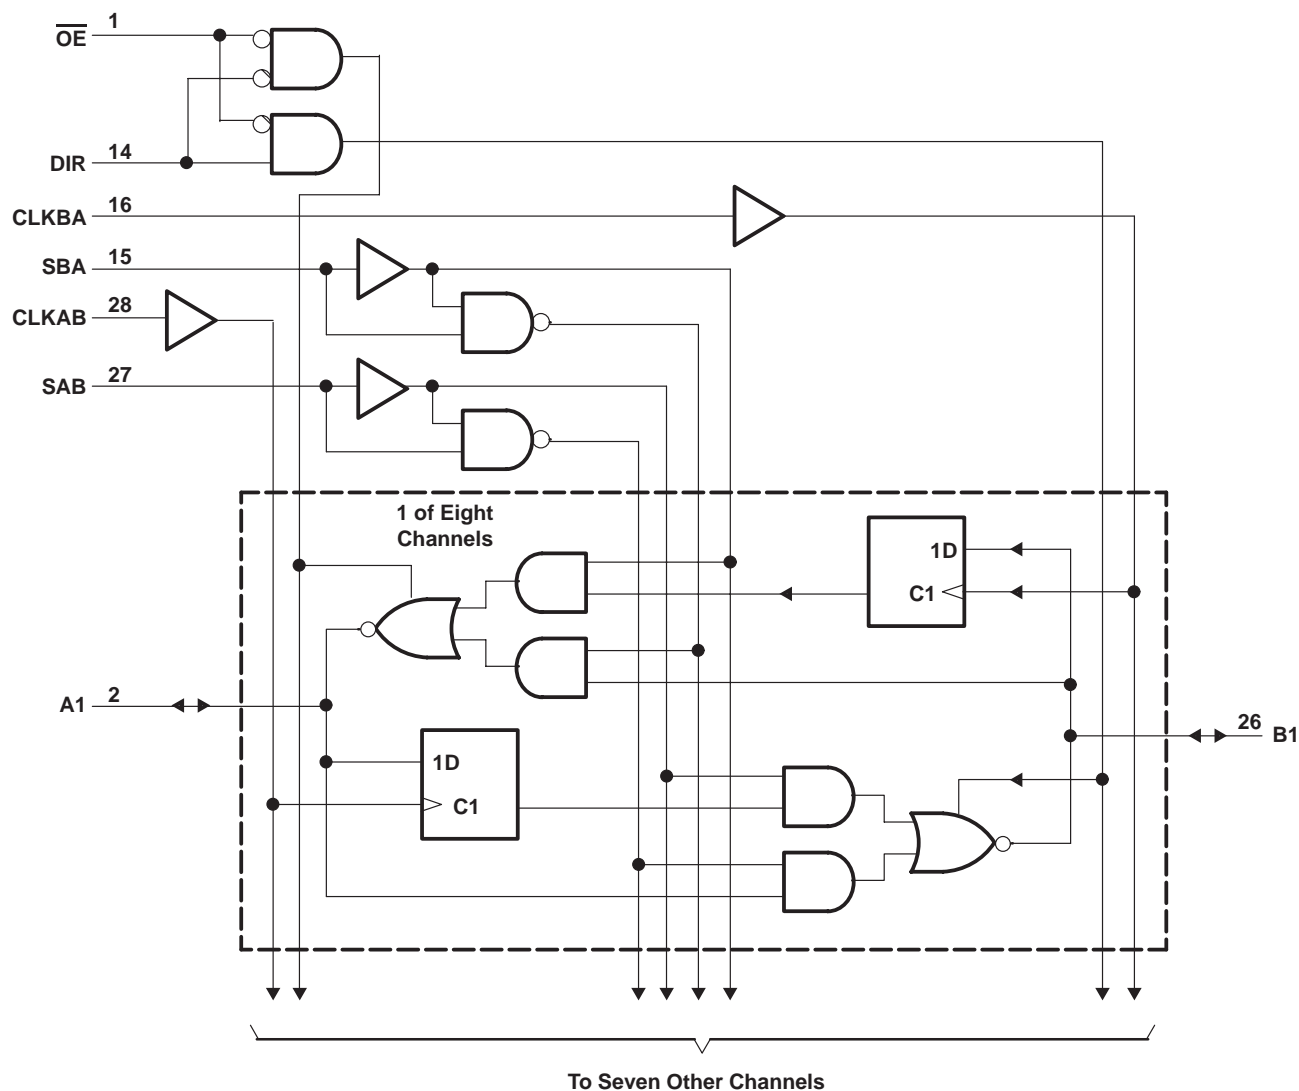 OE 1
DIR 14
CLKBA 16
SBA 15
CLKAB 28
SAB 27
1 of Eight
Channels
1D
C1
A1 2
26 B1
1D
C1
To Seven Other Channels